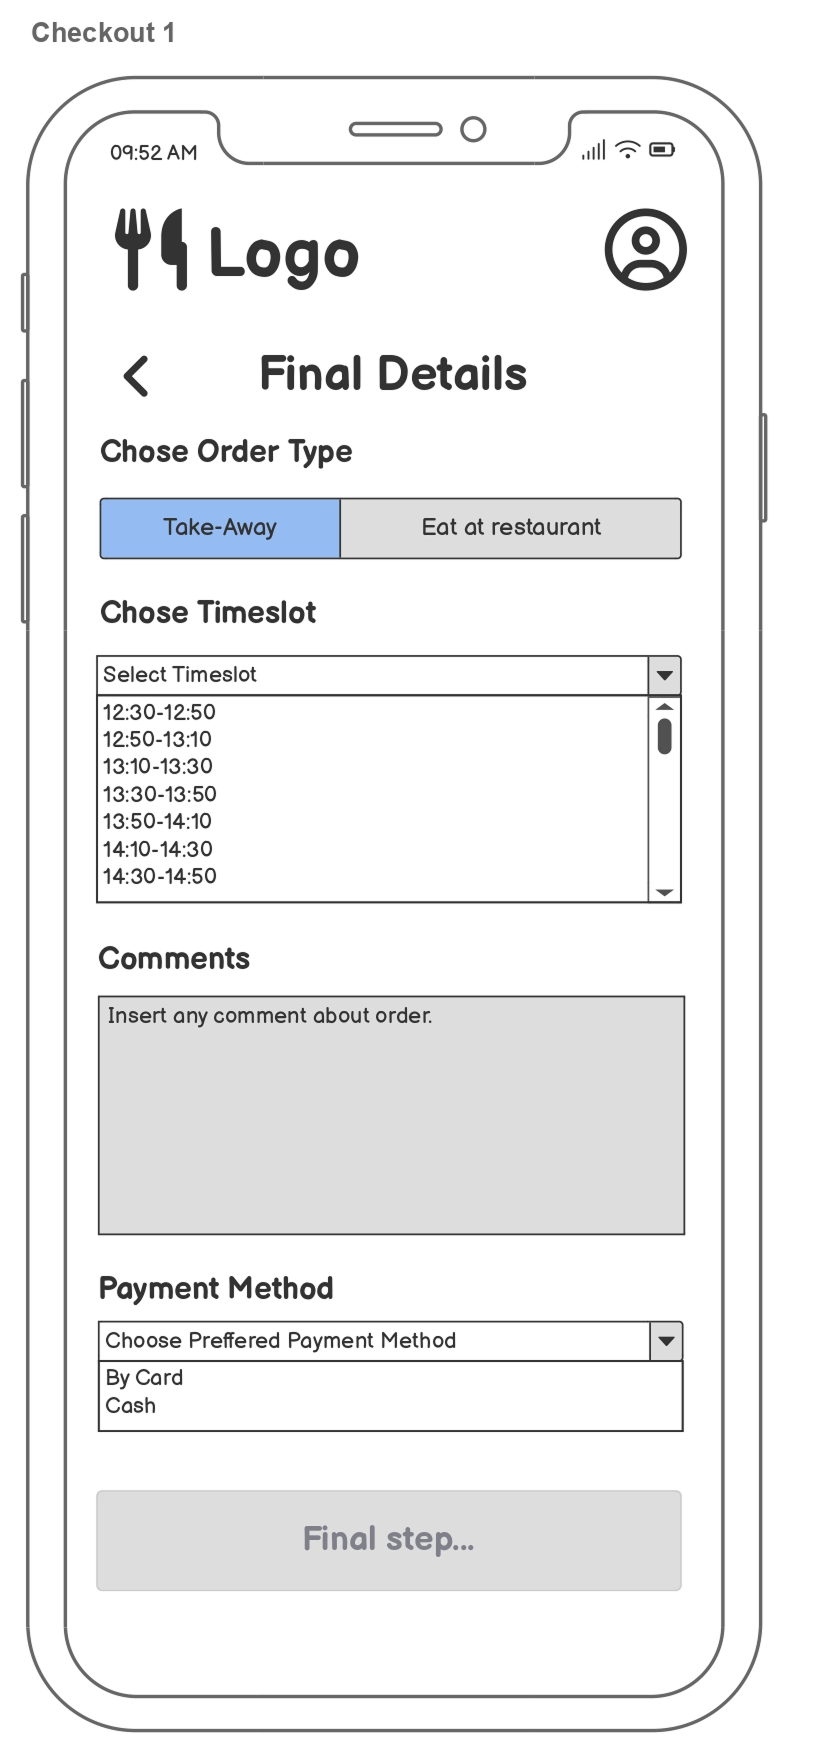 Checkout 1
09:52 AM
Logo
Final Details
Chose Order Type
Take-Away
Eat at restaurant
Chose Timeslot
Select Timeslot
12:30-12:50
12:50-13:10
13:10-13:30
13:30-13:50
13:50-14:10
14:10-14:30
14:30-14:50
Comments
Insert any comment about order.
Payment Method
Choose Preffered Payment Method
By Card
Cash
Final step...